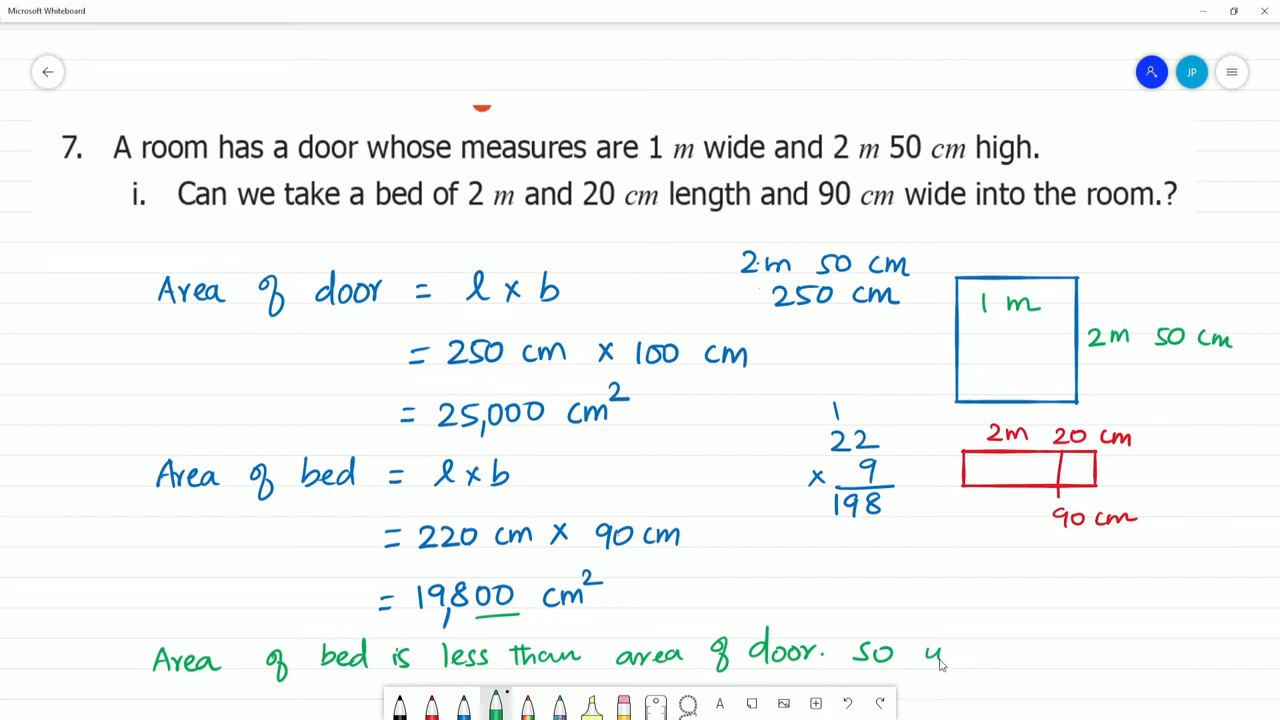 Microsoft Whiteboard
JP
7. A room has a door whose measures are 1 m wide and 2 m 50 cm high.
i. Can we take a bed of 2 m and 20 cm length and 90 cm wide into the room.?
Area of door = l x b
= 250 cm x 100 cm
= 25,000 cm²
Area of bed = l x b
= 220 cm x 90 cm
= 19,800 cm²
Area of bed is less than area of door. so
2m 50 cm
250 cm
1
22
x 9
198
1 m
2m 50 cm
2m 20 cm
90 cm
A